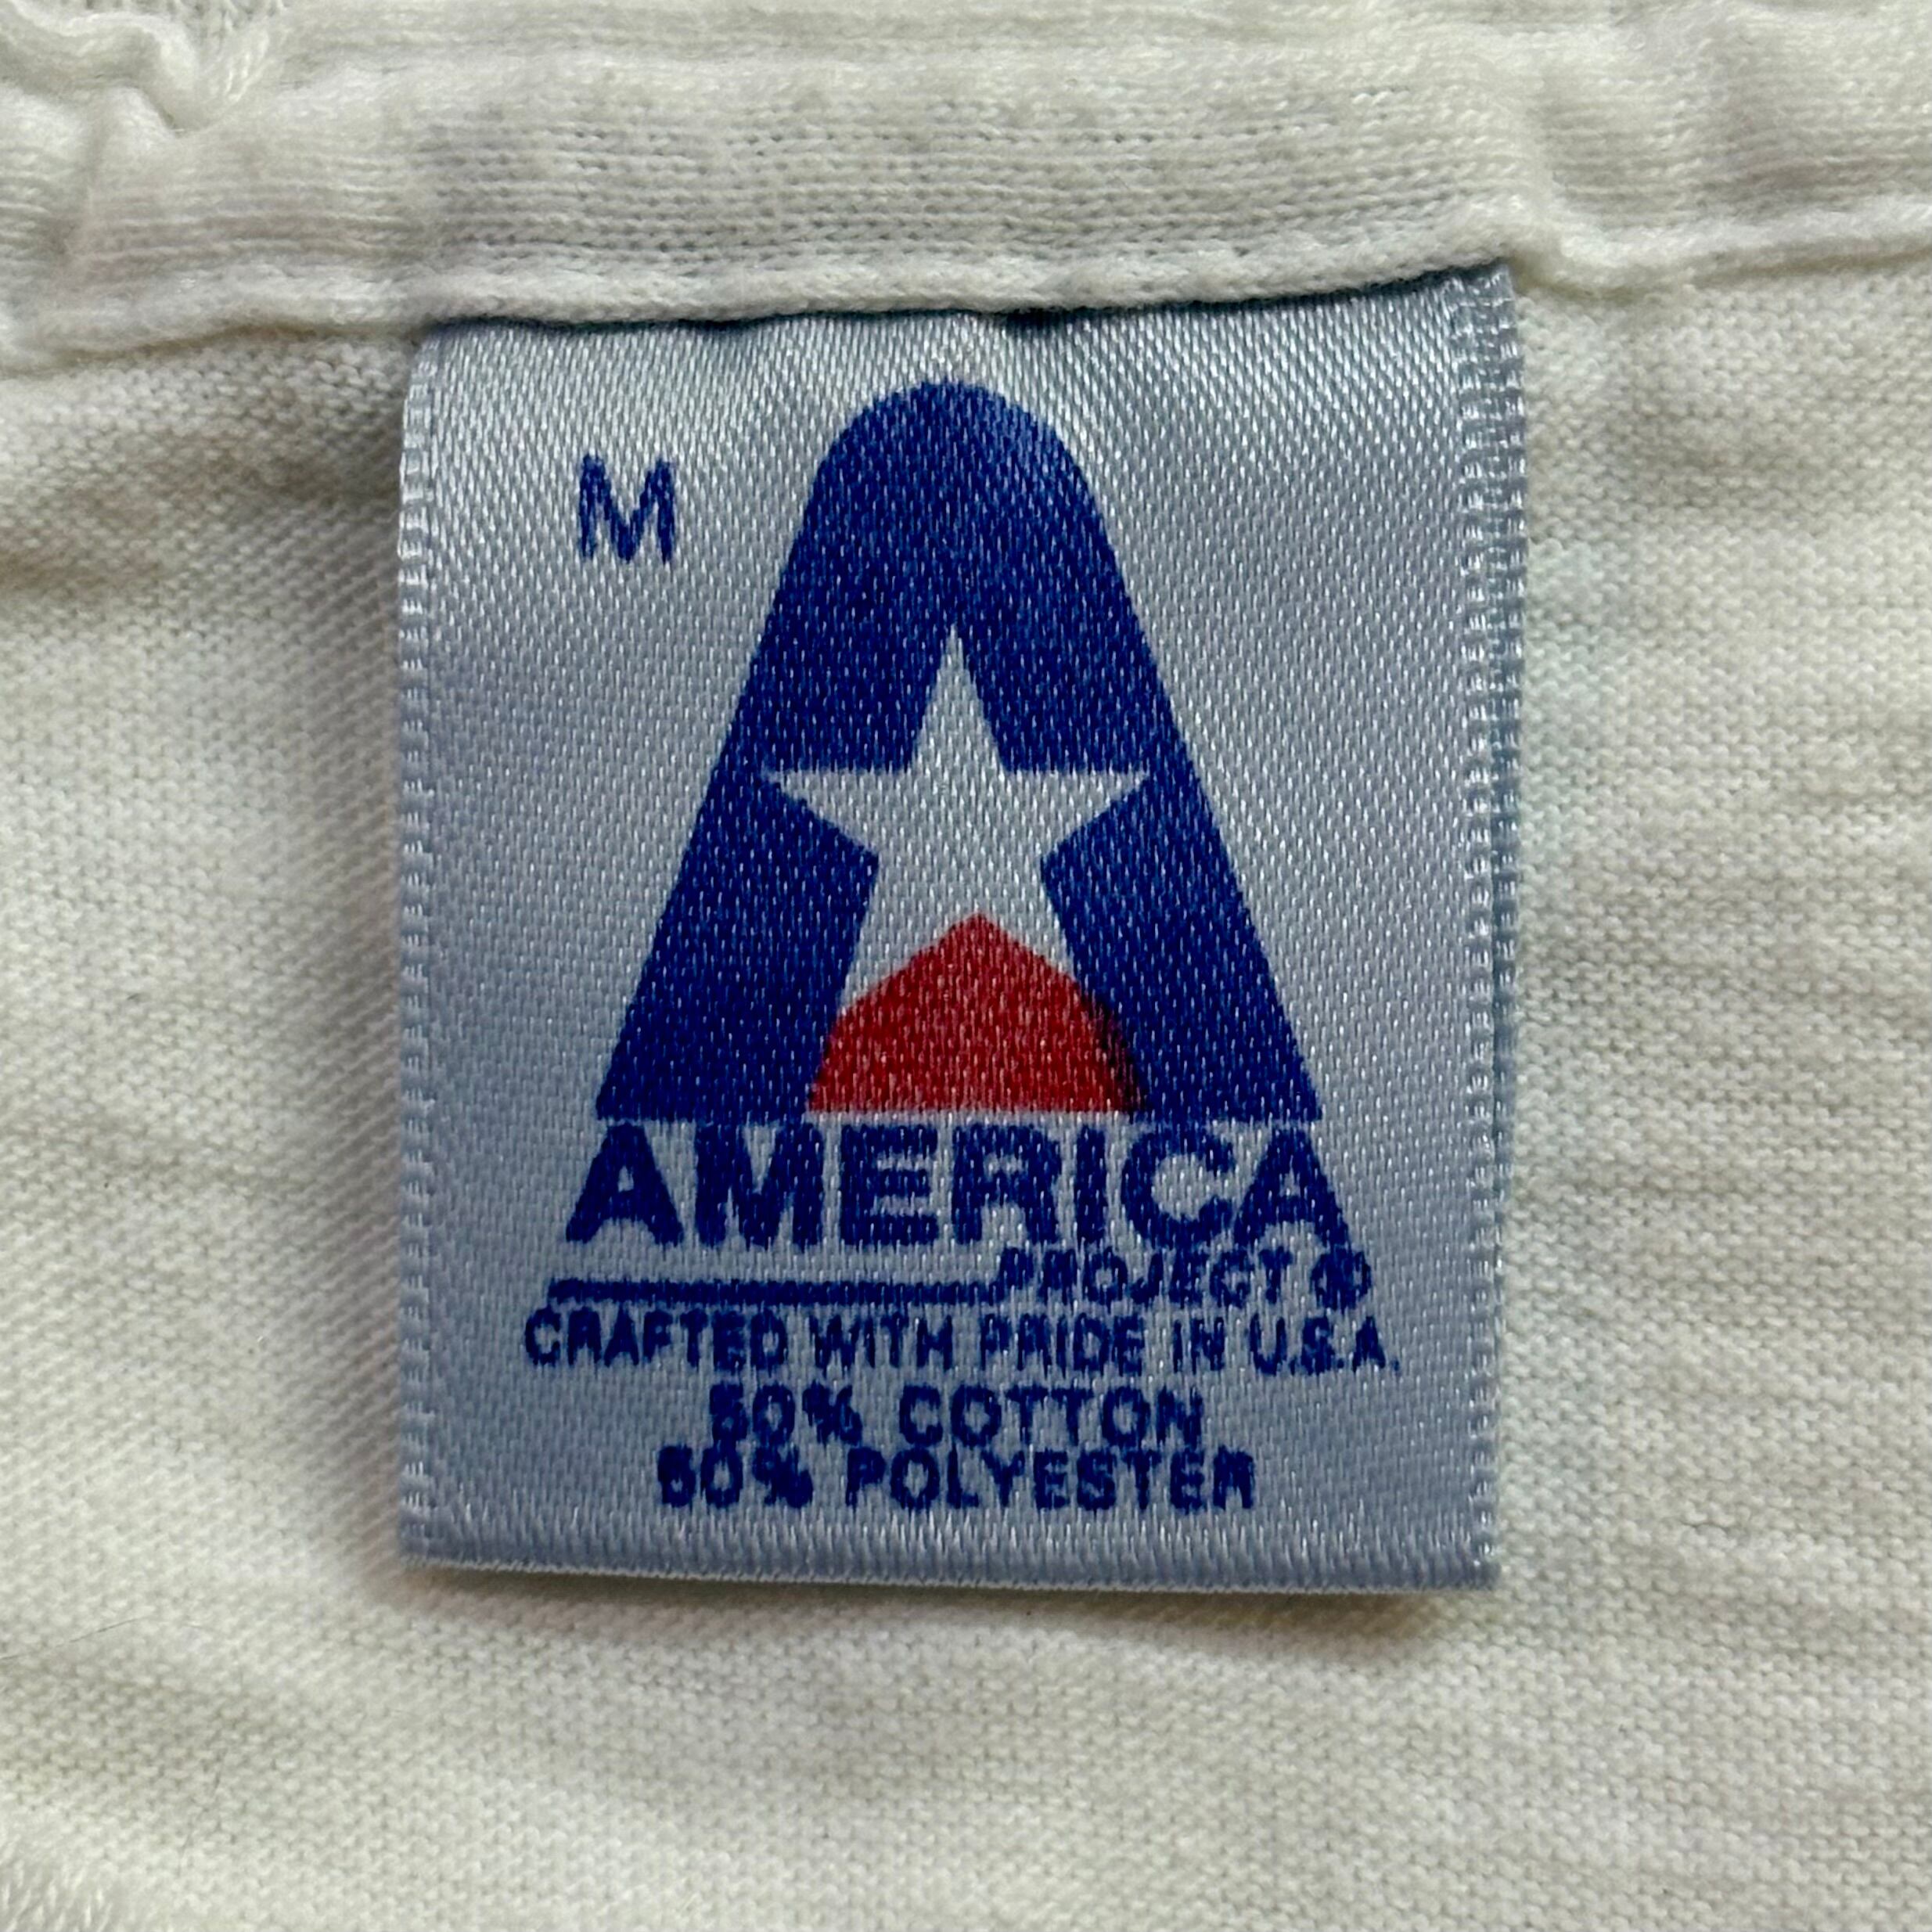 M
AMERICA
PROJECT ®
CRAFTED WITH PRIDE IN U.S.A.
50% COTTON
50% POLYESTER